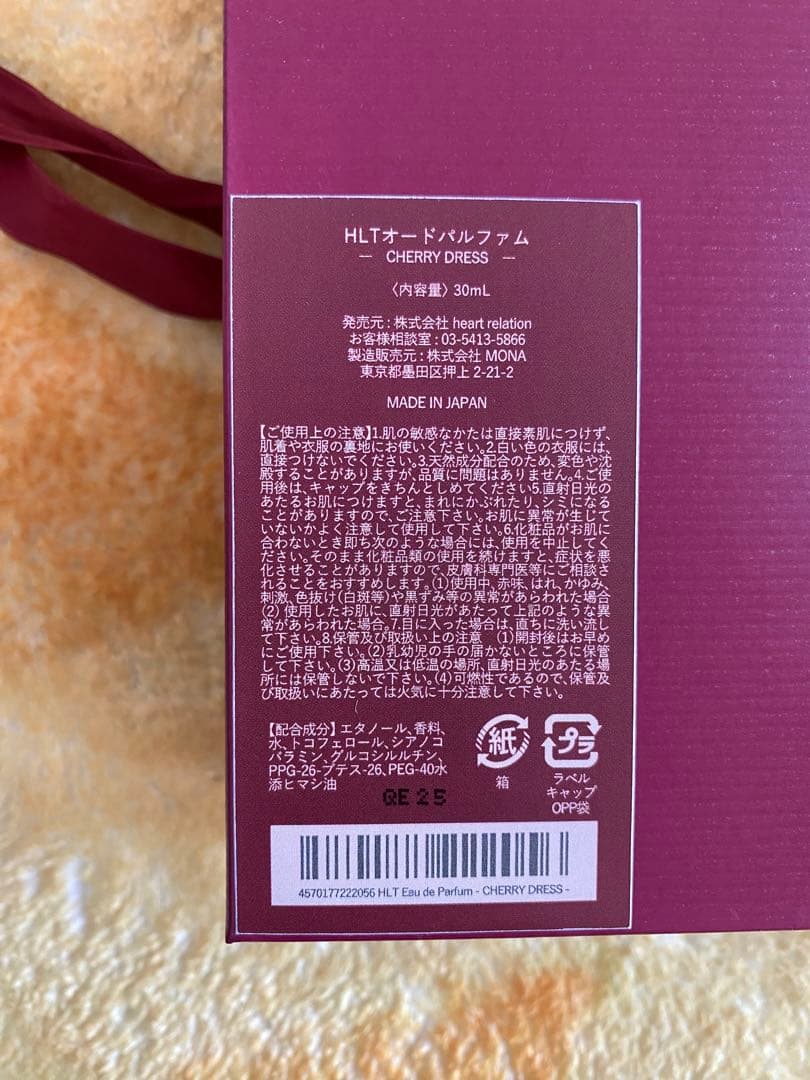 HLTオードパルファム
— CHERRY DRESS —
〈内容量〉30mL
発売元：株式会社 heart relation
お客様相談室：03-5413-5866
製造販売元：株式会社 MONA
東京都墨田区押上 2-21-2
MADE IN JAPAN
【ご使用上の注意】1.肌の敏感なかたは直接素肌につけず、
肌着や衣服の裏地にお使いください。2.白い色の衣服には、
直接つけないでください。3.天然成分配合のため、変色や沈
殿することがありますが、品質に問題はありません。4.ご使
用後は、キャップをきちんとしめてください5.直射日光の
あたるお肌につけますと、まれにかぶれたり、シミになる
ことがありますので、ご注意下さい。お肌に異常が生じて
いないかよく注意して使用して下さい。6.化粧品がお肌に
合わないとき即ち次のような場合には、使用を中止してく
ださい。そのまま化粧品類の使用を続けますと、症状を悪
化させることがありますので、皮膚科専門医等にご相談さ
れることをおすすめします。(1)使用中、赤味、はれ、かゆみ、
刺激、色抜け(白斑等)や黒ずみ等の異常があらわれた場合
(2) 使用したお肌に、直射日光があたって上記のような異
常があらわれた場合。7.目に入った場合は、直ちに洗い流し
て下さい。8.保管及び取扱い上の注意 (1)開封後はお早め
にご使用下さい。(2)乳幼児の手の届かないところに保管
して下さい。(3)高温又は低温の場所、直射日光のあたる場
所には保管しないで下さい。(4)可燃性であるので、保管及
び取扱いにあたっては火気に十分注意して下さい。
【配合成分】エタノール、香料、
水、トコフェロール、シアノコ
バラミン、グルコシルルチン、
PPG-26-ブテス-26、PEG-40水
添ヒマシ油
QE25
紙
箱
プラ
ラベル
キャップ
OPP袋
4570177222056 HLT Eau de Parfum - CHERRY DRESS -